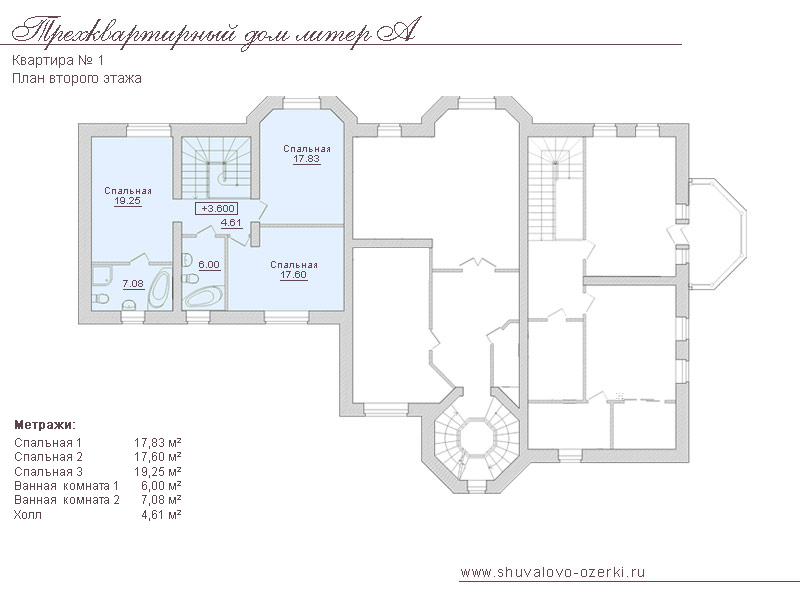 Трехквартирный дом литер А
Квартира № 1
План второго этажа
Спальная
17.83
Спальная
19.25
+3.600
4.61
6.00
Спальная
17.60
7.08
Метражи:
Спальная 1 17,83 м²
Спальная 2 17,60 м²
Спальная 3 19,25 м²
Ванная комната 1 6,00 м²
Ванная комната 2 7,08 м²
Холл 4,61 м²
www.shuvalovo-ozerki.ru